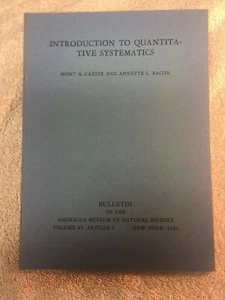 INTRODUCTION TO QUANTITA-
TIVE SYSTEMATICS
MONT A. CAZIER AND ANNETTE L. BACON
BULLETIN
OF THE
AMERICAN MUSEUM OF NATURAL HISTORY
VOLUME 93 : ARTICLE 5 NEW YORK : 1949